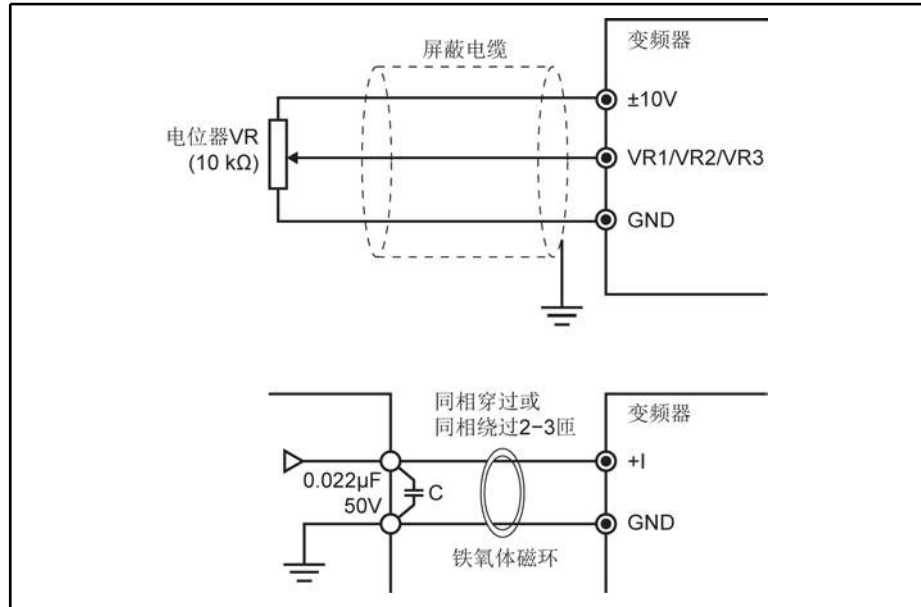 变频器
屏蔽电缆
±10V
电位器VR
(10 kΩ)
VR1/VR2/VR3
GND
同相穿过或
同相绕过2−3匝
变频器
+I
0.022µF
50V
C
GND
铁氧体磁环